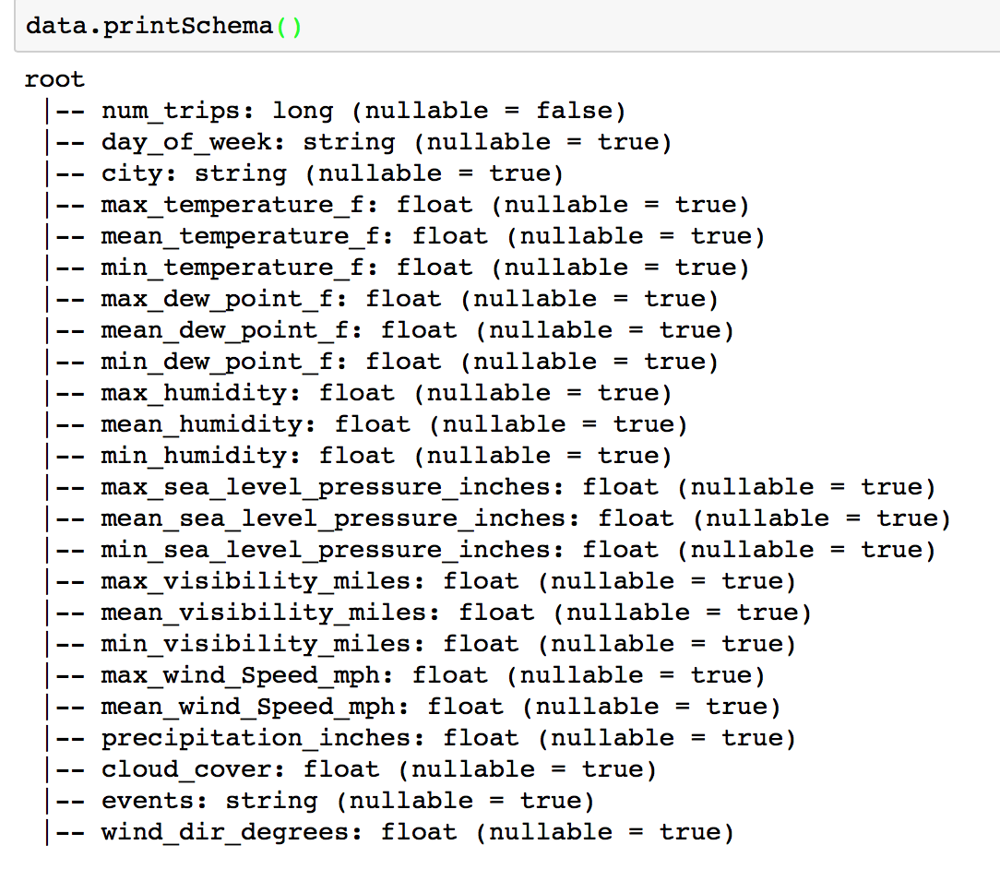 data.printSchema()
root
|-- num_trips: long (nullable = false)
|-- day_of_week: string (nullable = true)
|-- city: string (nullable = true)
|-- max_temperature_f: float (nullable = true)
|-- mean_temperature_f: float (nullable = true)
|-- min_temperature_f: float (nullable = true)
|-- max_dew_point_f: float (nullable = true)
|-- mean_dew_point_f: float (nullable = true)
|-- min_dew_point_f: float (nullable = true)
|-- max_humidity: float (nullable = true)
|-- mean_humidity: float (nullable = true)
|-- min_humidity: float (nullable = true)
|-- max_sea_level_pressure_inches: float (nullable = true)
|-- mean_sea_level_pressure_inches: float (nullable = true)
|-- min_sea_level_pressure_inches: float (nullable = true)
|-- max_visibility_miles: float (nullable = true)
|-- mean_visibility_miles: float (nullable = true)
|-- min_visibility_miles: float (nullable = true)
|-- max_wind_Speed_mph: float (nullable = true)
|-- mean_wind_Speed_mph: float (nullable = true)
|-- precipitation_inches: float (nullable = true)
|-- cloud_cover: float (nullable = true)
|-- events: string (nullable = true)
|-- wind_dir_degrees: float (nullable = true)